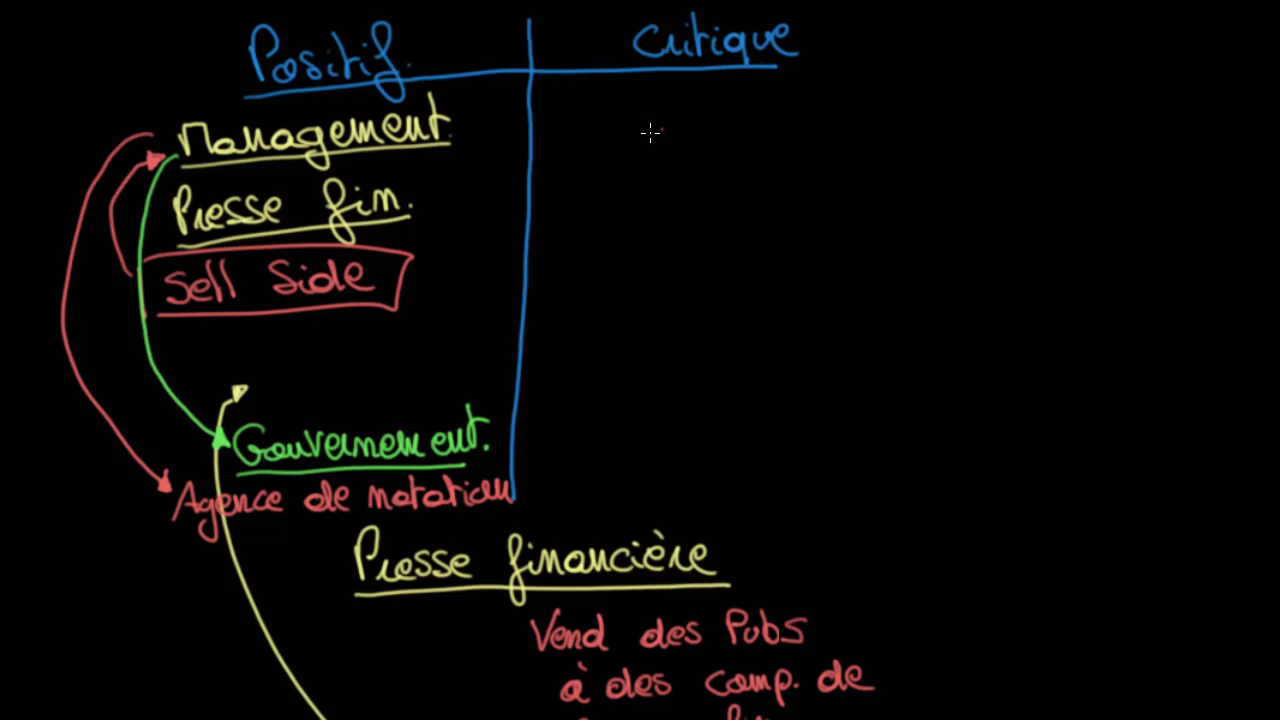 Positif. Critique
Management.
Presse fin.
Sell Side
Gouvernement.
Agence de notation
Presse financière
Vend des Pubs
à des comp. de